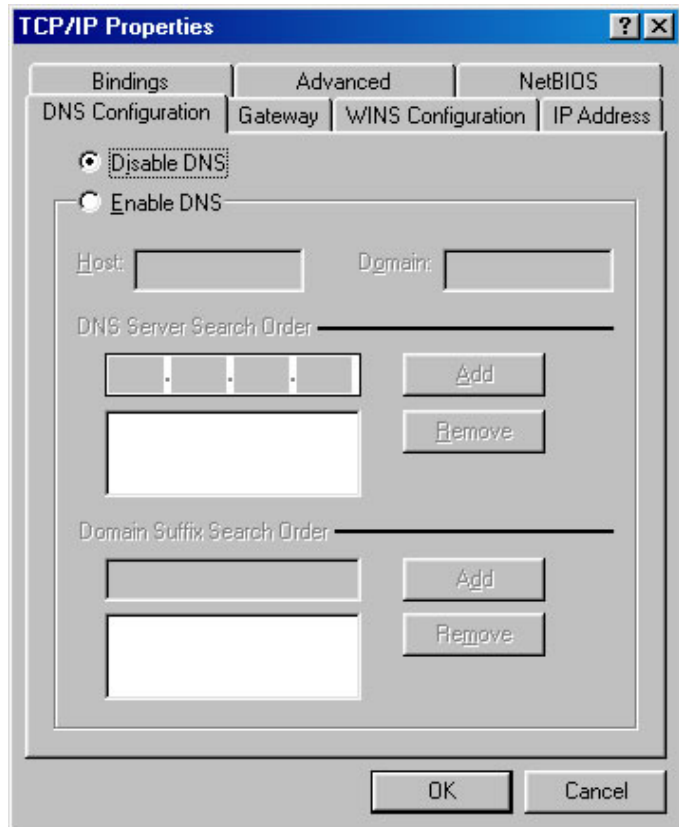 TCP/IP Properties
Bindings Advanced NetBIOS
DNS Configuration Gateway WINS Configuration IP Address
Disable DNS
Enable DNS
Host: Domain:
DNS Server Search Order
. . .
Add
Remove
Domain Suffix Search Order
Add
Remove
OK Cancel